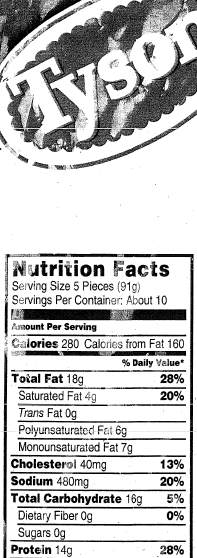 Tyson
Nutrition Facts
Serving Size 5 Pieces (91g)
Servings Per Container: About 10
Amount Per Serving
Calories 280 Calories from Fat 160
% Daily Value*
Total Fat 18g 28%
Saturated Fat 4g 20%
Trans Fat 0g
Polyunsaturated Fat 6g
Monounsaturated Fat 7g
Cholesterol 40mg 13%
Sodium 480mg 20%
Total Carbohydrate 16g 5%
Dietary Fiber 0g 0%
Sugars 0g
Protein 14g 28%